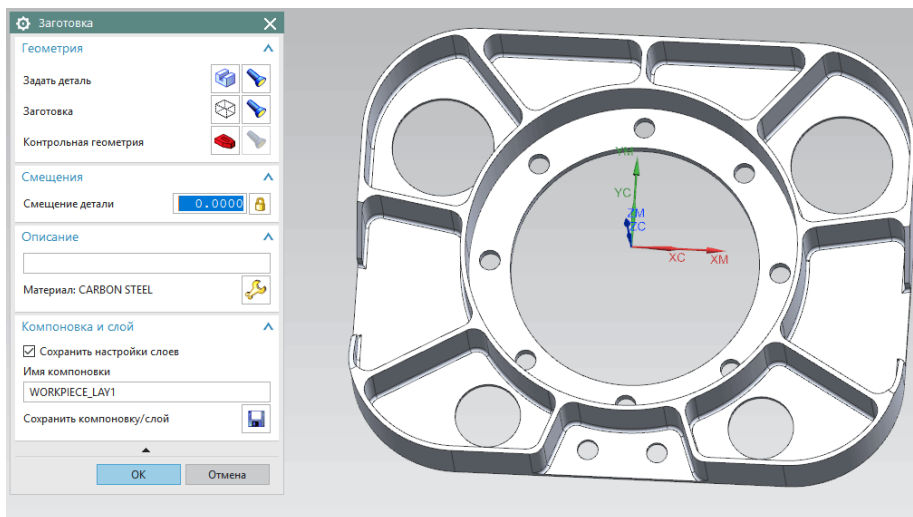 Заготовка
Геометрия
Задать деталь
Заготовка
Контрольная геометрия
Смещения
Смещение детали 0.0000
Описание
Материал: CARBON STEEL
Компоновка и слой
Сохранить настройки слоев
Имя компоновки
WORKPIECE_LAY1
Сохранить компоновку/слой
OK Отмена
YM
YC
ZM
ZC
XC XM